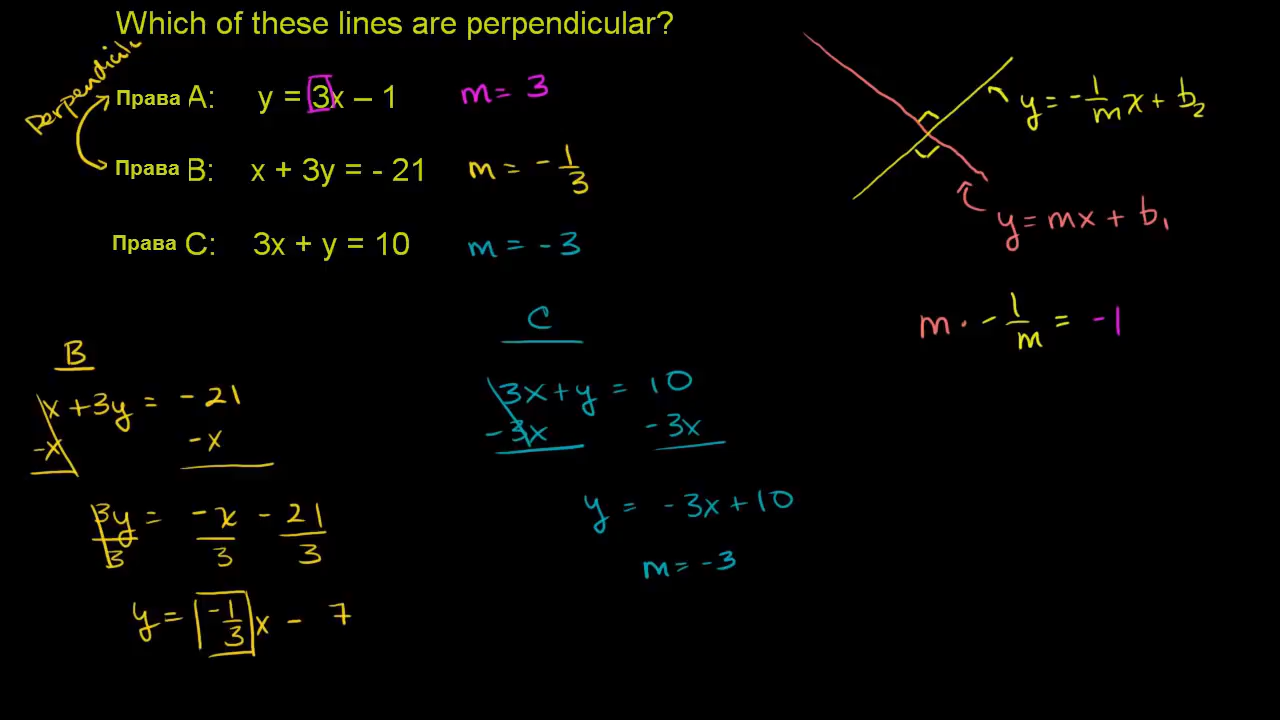 Which of these lines are perpendicular?
perpendicul
Права A: y = 3x – 1 m = 3
Права B: x + 3y = - 21 m = - 1/3
Права C: 3x + y = 10 m = - 3
y = - 1/m x + b₂
y = mx + b₁
m · - 1/m = -1
B
x + 3y = - 21
-x - x
3y/3 = -x/3 - 21/3
y = -1/3 x - 7
C
3x + y = 10
- 3x - 3x
y = - 3x + 10
m = - 3